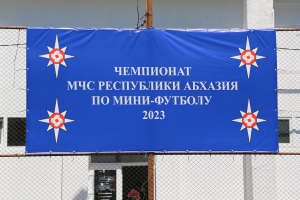 ЧЕМПИОНАТ
МЧС РЕСПУБЛИКИ АБХАЗИЯ
ПО МИНИ-ФУТБОЛУ
2023